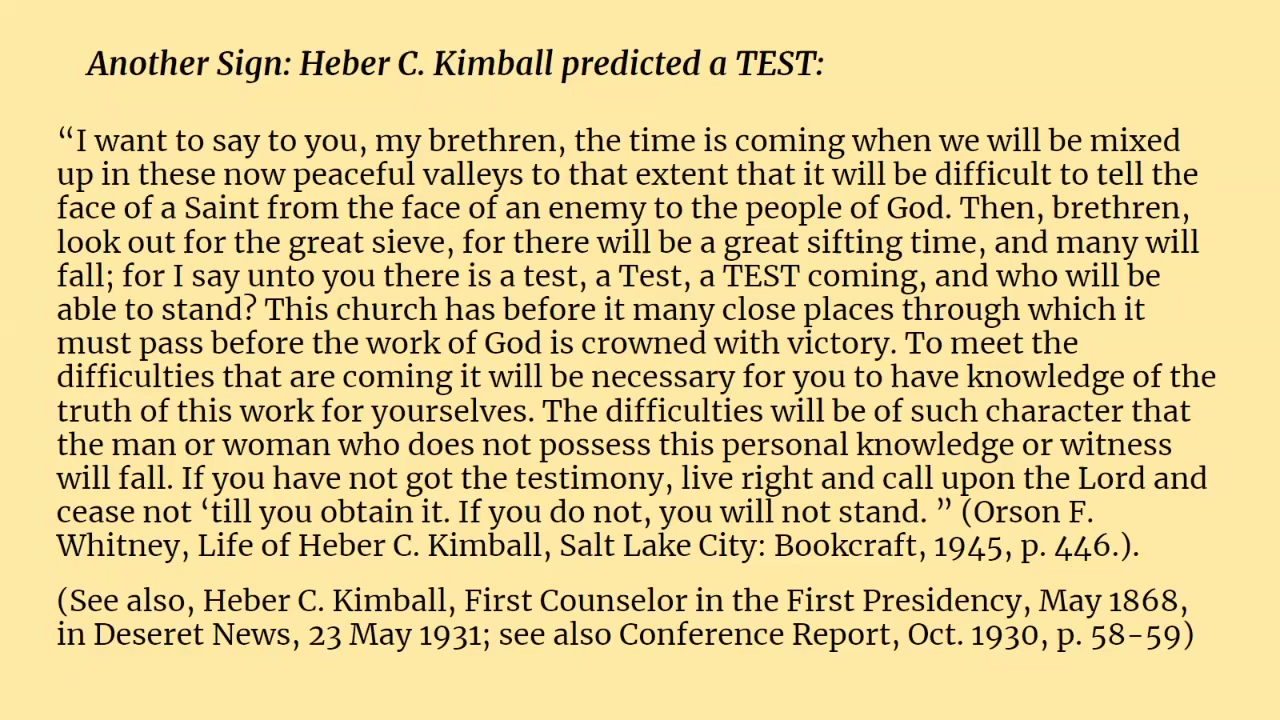 Another Sign: Heber C. Kimball predicted a TEST:
“I want to say to you, my brethren, the time is coming when we will be mixed
up in these now peaceful valleys to that extent that it will be difficult to tell the
face of a Saint from the face of an enemy to the people of God. Then, brethren,
look out for the great sieve, for there will be a great sifting time, and many will
fall; for I say unto you there is a test, a Test, a TEST coming, and who will be
able to stand? This church has before it many close places through which it
must pass before the work of God is crowned with victory. To meet the
difficulties that are coming it will be necessary for you to have knowledge of the
truth of this work for yourselves. The difficulties will be of such character that
the man or woman who does not possess this personal knowledge or witness
will fall. If you have not got the testimony, live right and call upon the Lord and
cease not ‘till you obtain it. If you do not, you will not stand. ” (Orson F.
Whitney, Life of Heber C. Kimball, Salt Lake City: Bookcraft, 1945, p. 446.).
(See also, Heber C. Kimball, First Counselor in the First Presidency, May 1868,
in Deseret News, 23 May 1931; see also Conference Report, Oct. 1930, p. 58-59)